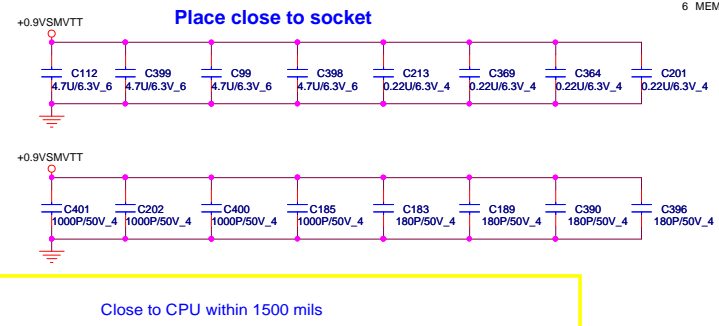 6 MEM
+0.9VSMVTT
Place close to socket
C112 C399 C99 C398 C213 C369 C364 C201
4.7U/6.3V_6 4.7U/6.3V_6 4.7U/6.3V_6 4.7U/6.3V_6 0.22U/6.3V_4 0.22U/6.3V_4 0.22U/6.3V_4 0.22U/6.3V_4
+0.9VSMVTT
C401 C202 C400 C185 C183 C189 C390 C396
1000P/50V_4 1000P/50V_4 1000P/50V_4 1000P/50V_4 180P/50V_4 180P/50V_4 180P/50V_4 180P/50V_4
Close to CPU within 1500 mils